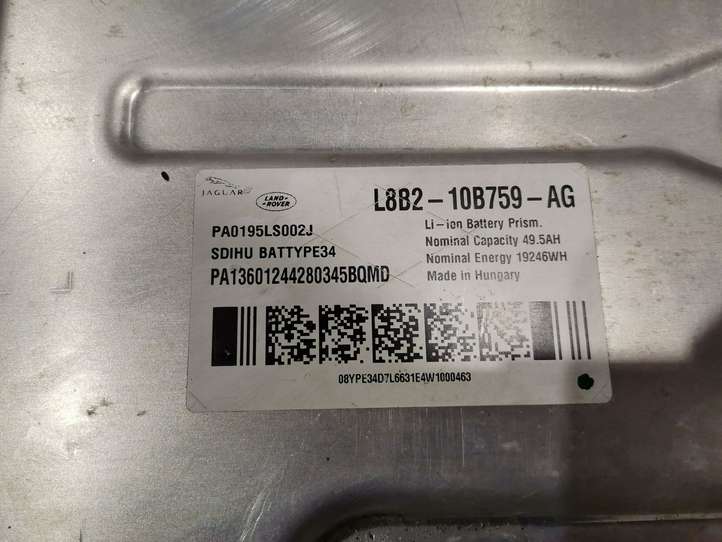 JAGUAR
LAND-
ROVER
L8B2-10B759-AG
PA0195LS002J
Li-ion Battery Prism.
SDIHU BATTYPE34
Nominal Capacity 49.5AH
Nominal Energy 19246WH
PA13601244280345BQMD
Made in Hungary
08YPE34D7L6631E4W1000463